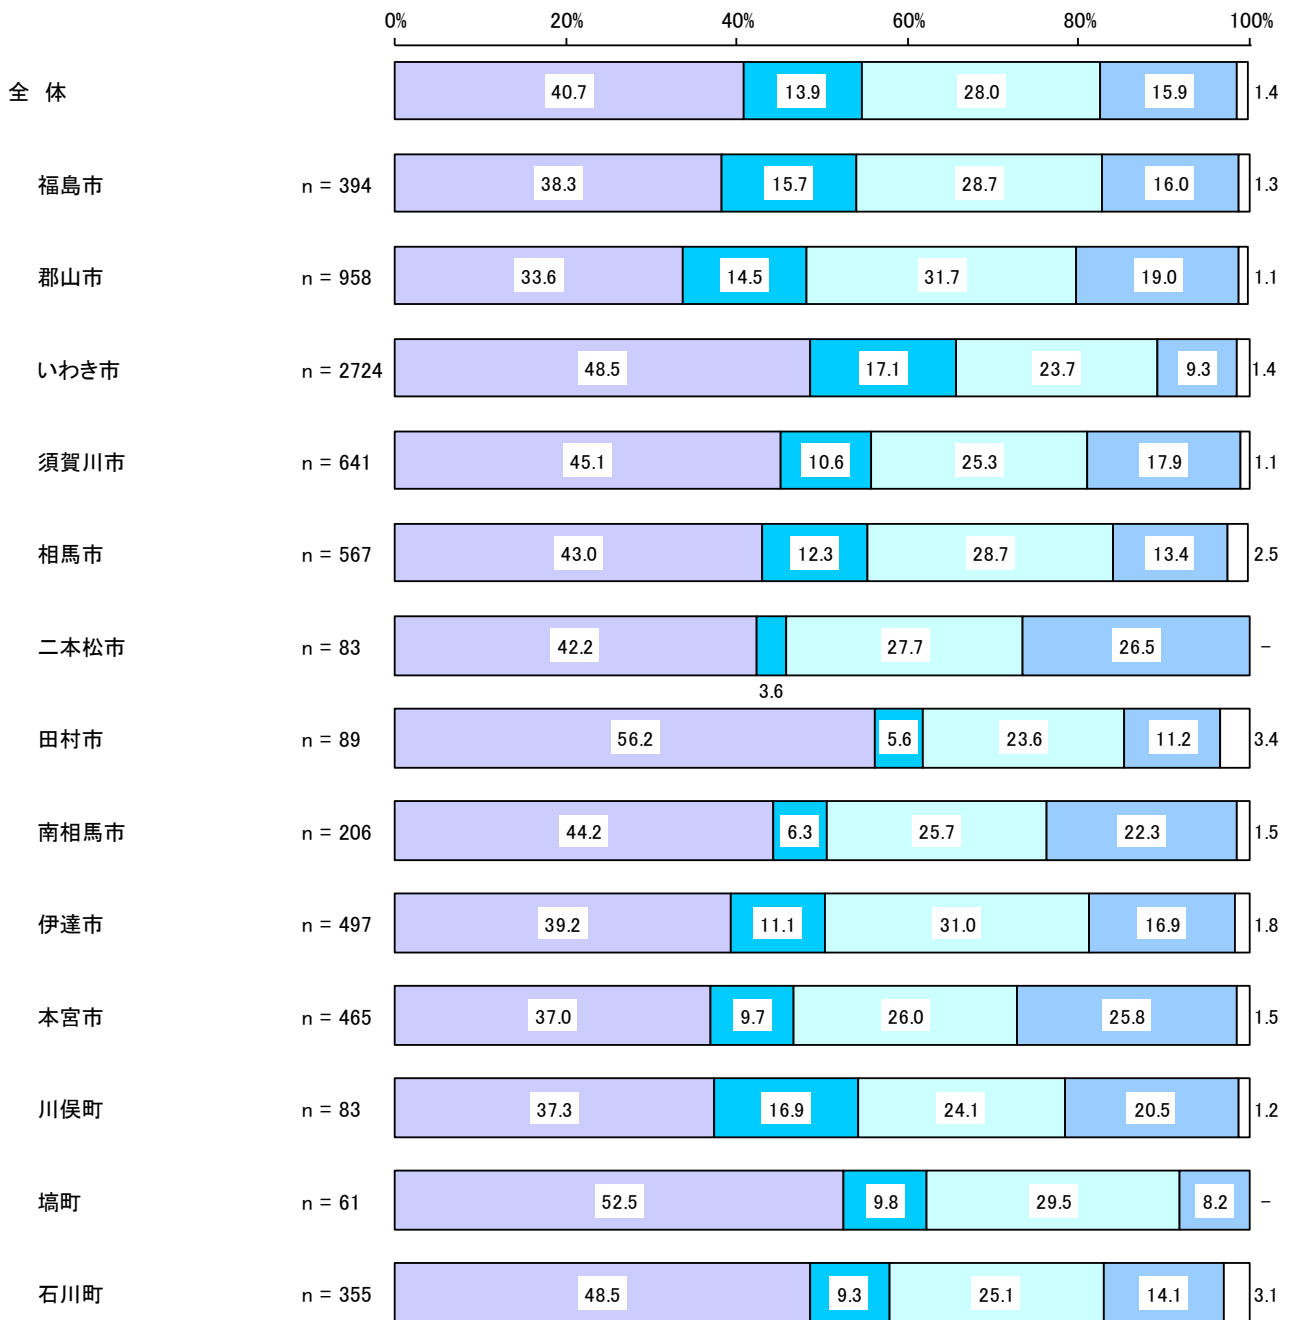 0% 20% 40% 60% 80% 100%
全 体 40.7 13.9 28.0 15.9 1.4
福島市 n = 394 38.3 15.7 28.7 16.0 1.3
郡山市 n = 958 33.6 14.5 31.7 19.0 1.1
いわき市 n = 2724 48.5 17.1 23.7 9.3 1.4
須賀川市 n = 641 45.1 10.6 25.3 17.9 1.1
相馬市 n = 567 43.0 12.3 28.7 13.4 2.5
二本松市 n = 83 42.2 27.7 26.5 -
3.6
田村市 n = 89 56.2 5.6 23.6 11.2 3.4
南相馬市 n = 206 44.2 6.3 25.7 22.3 1.5
伊達市 n = 497 39.2 11.1 31.0 16.9 1.8
本宮市 n = 465 37.0 9.7 26.0 25.8 1.5
川俣町 n = 83 37.3 16.9 24.1 20.5 1.2
塙町 n = 61 52.5 9.8 29.5 8.2 -
石川町 n = 355 48.5 9.3 25.1 14.1 3.1